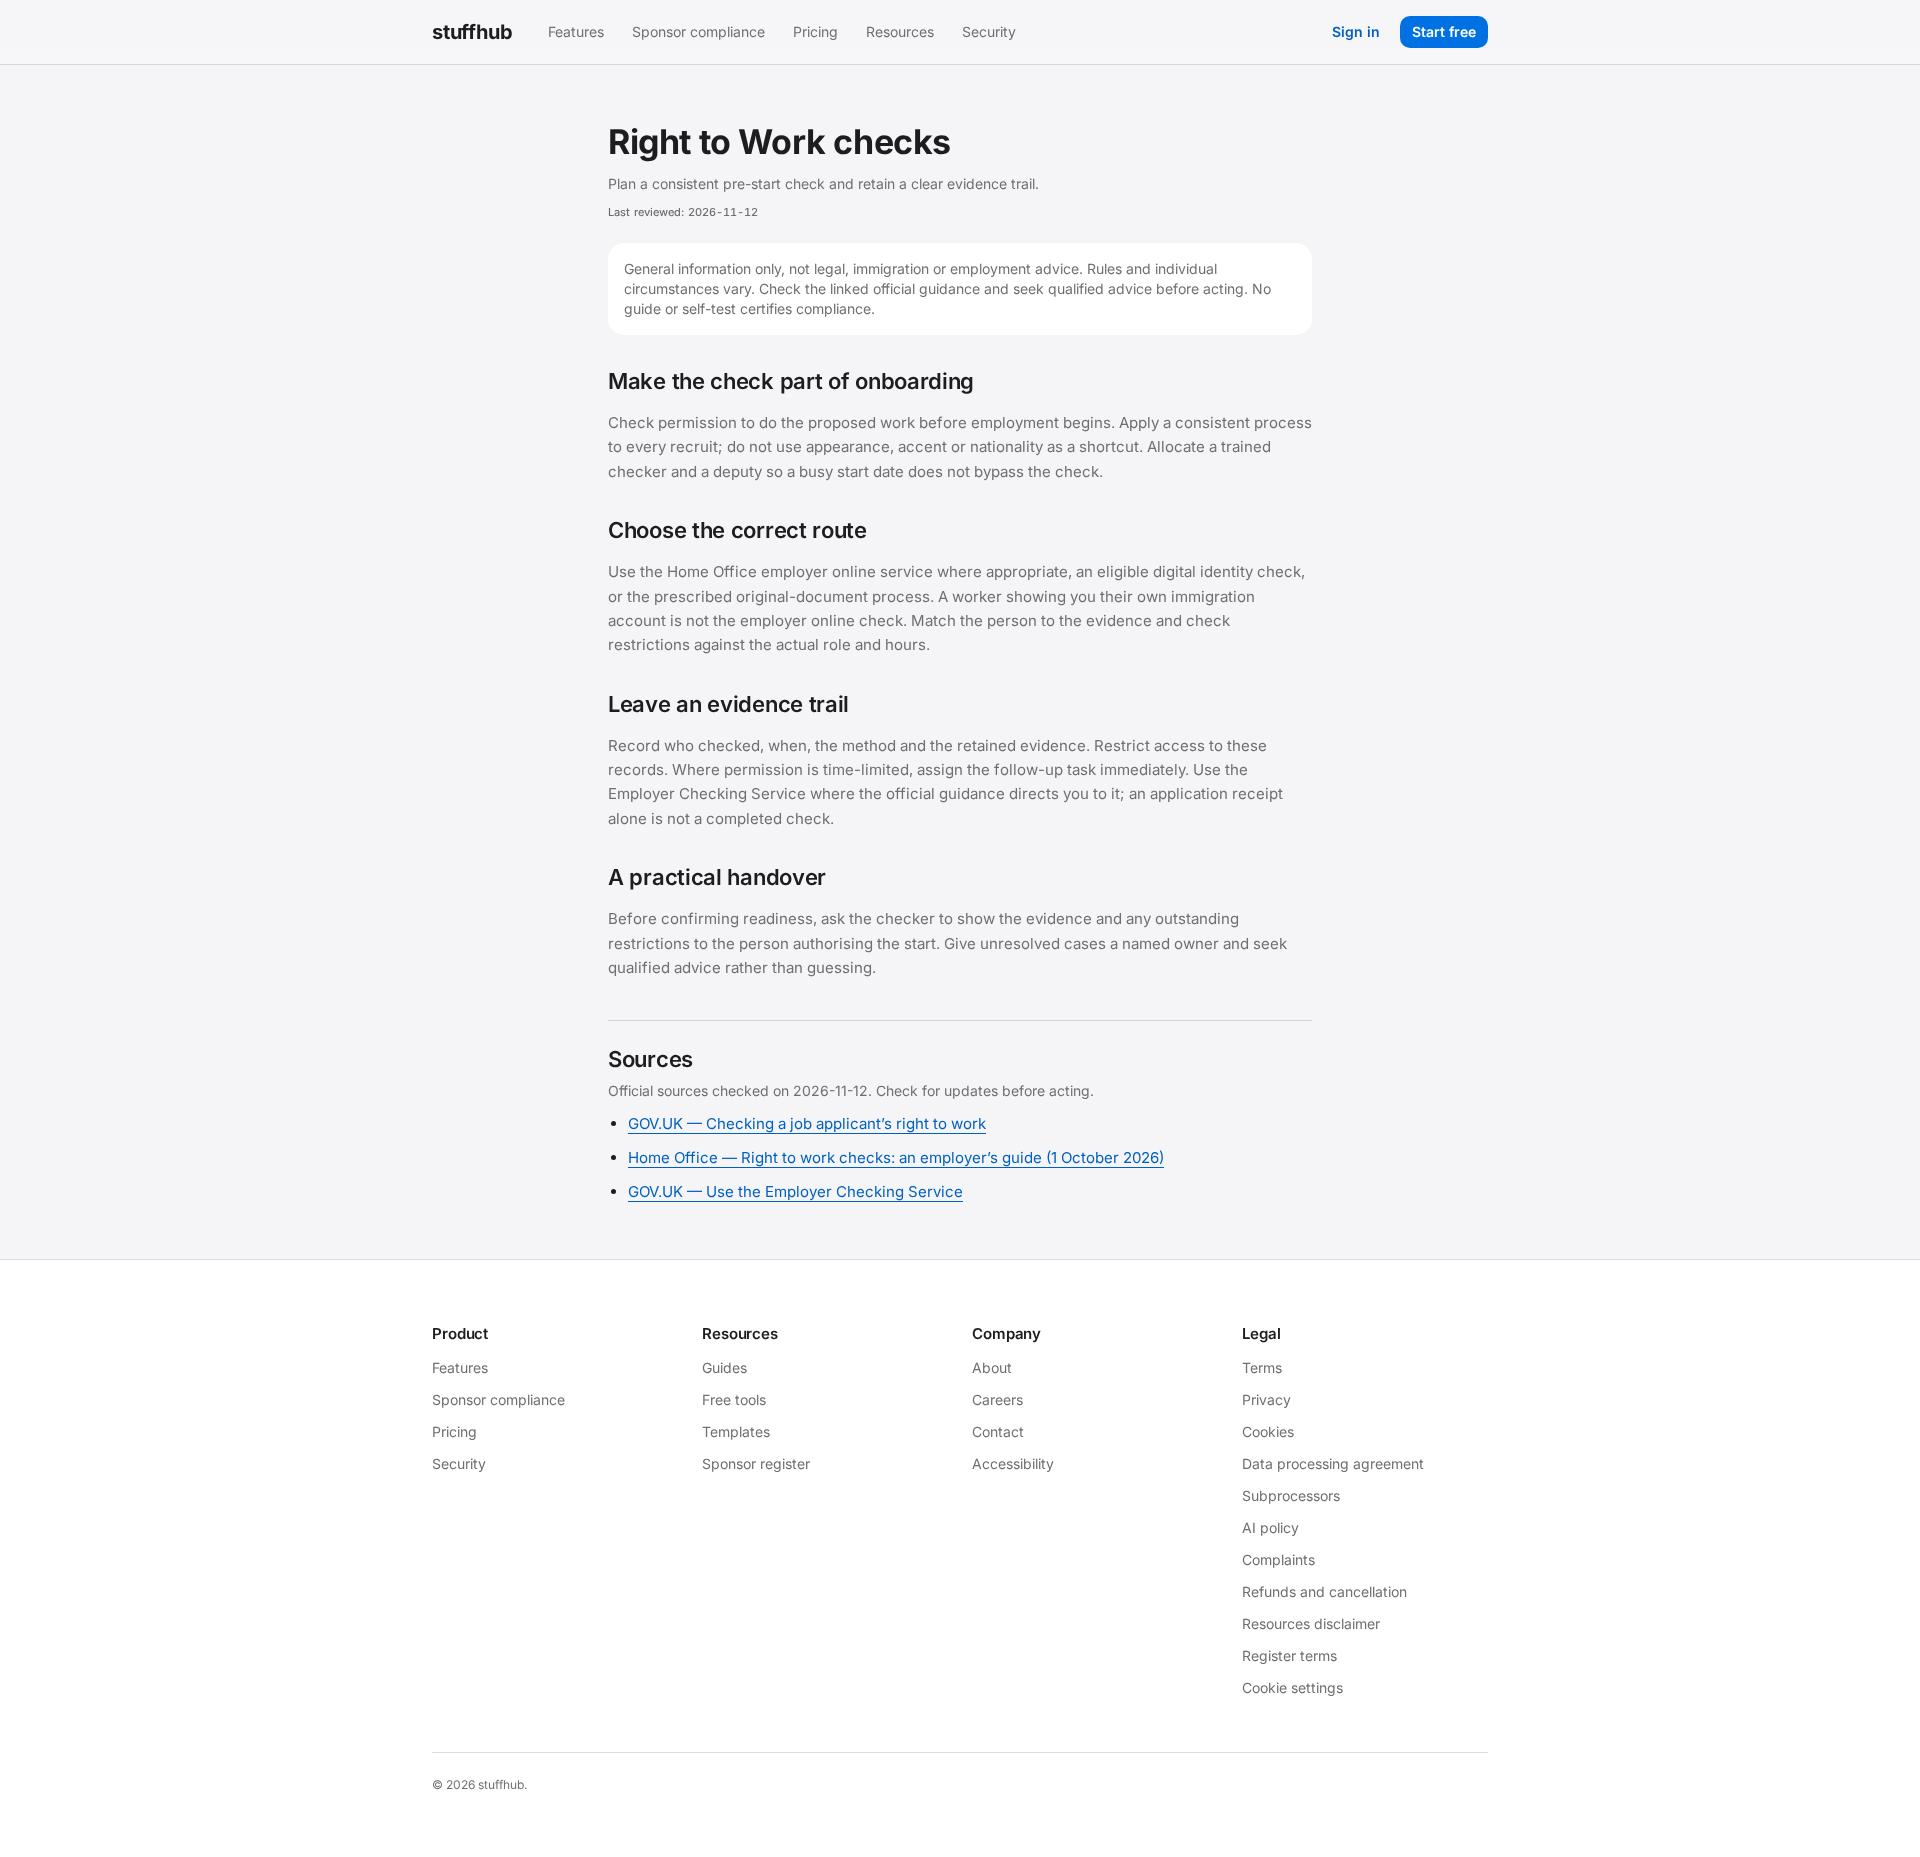 stuffhub
Features
Sponsor compliance
Pricing
Resources
Security
Sign in
Start free
Right to Work checks
Plan a consistent pre-start check and retain a clear evidence trail.
Last reviewed: 2026-11-12
General information only, not legal, immigration or employment advice. Rules and individual
circumstances vary. Check the linked official guidance and seek qualified advice before acting. No
guide or self-test certifies compliance.
Make the check part of onboarding
Check permission to do the proposed work before employment begins. Apply a consistent process
to every recruit; do not use appearance, accent or nationality as a shortcut. Allocate a trained
checker and a deputy so a busy start date does not bypass the check.
Choose the correct route
Use the Home Office employer online service where appropriate, an eligible digital identity check,
or the prescribed original-document process. A worker showing you their own immigration
account is not the employer online check. Match the person to the evidence and check
restrictions against the actual role and hours.
Leave an evidence trail
Record who checked, when, the method and the retained evidence. Restrict access to these
records. Where permission is time-limited, assign the follow-up task immediately. Use the
Employer Checking Service where the official guidance directs you to it; an application receipt
alone is not a completed check.
A practical handover
Before confirming readiness, ask the checker to show the evidence and any outstanding
restrictions to the person authorising the start. Give unresolved cases a named owner and seek
qualified advice rather than guessing.
Sources
Official sources checked on 2026-11-12. Check for updates before acting.
GOV.UK — Checking a job applicant’s right to work
Home Office — Right to work checks: an employer’s guide (1 October 2026)
GOV.UK — Use the Employer Checking Service
Product
Features
Sponsor compliance
Pricing
Security
Resources
Guides
Free tools
Templates
Sponsor register
Company
About
Careers
Contact
Accessibility
Legal
Terms
Privacy
Cookies
Data processing agreement
Subprocessors
AI policy
Complaints
Refunds and cancellation
Resources disclaimer
Register terms
Cookie settings
© 2026 stuffhub.